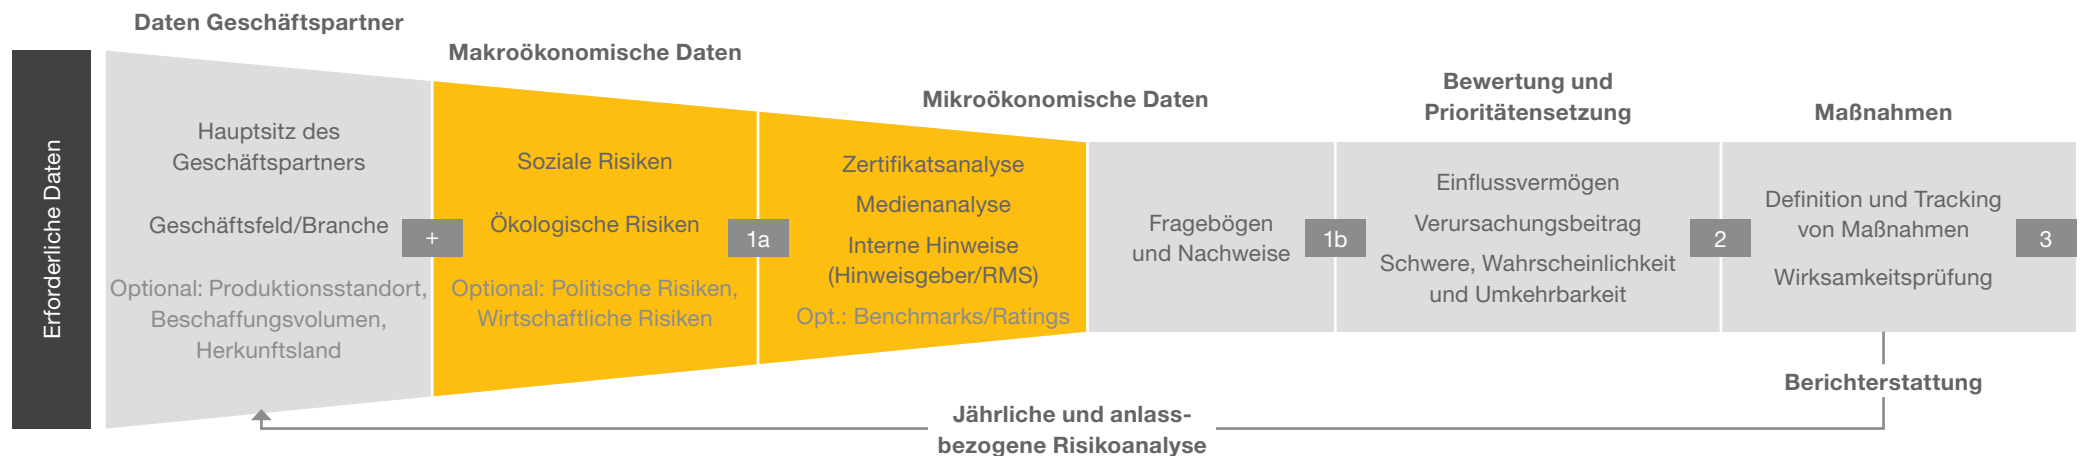 Daten Geschäftspartner
Makroökonomische Daten
Mikroökonomische Daten
Bewertung und
Prioritätensetzung
Maßnahmen
Erforderliche Daten
Hauptsitz des
Geschäftspartners
Geschäftsfeld/Branche
Optional: Produktionsstandort,
Beschaffungsvolumen,
Herkunftsland
+
Soziale Risiken
Ökologische Risiken
Optional: Politische Risiken,
Wirtschaftliche Risiken
1a
Zertifikatsanalyse
Medienanalyse
Interne Hinweise
(Hinweisgeber/RMS)
Opt.: Benchmarks/Ratings
Fragebögen
und Nachweise
1b
Einflussvermögen
Verursachungsbeitrag
Schwere, Wahrscheinlichkeit
und Umkehrbarkeit
2
Definition und Tracking
von Maßnahmen
Wirksamkeitsprüfung
3
Berichterstattung
Jährliche und anlass-
bezogene Risikoanalyse